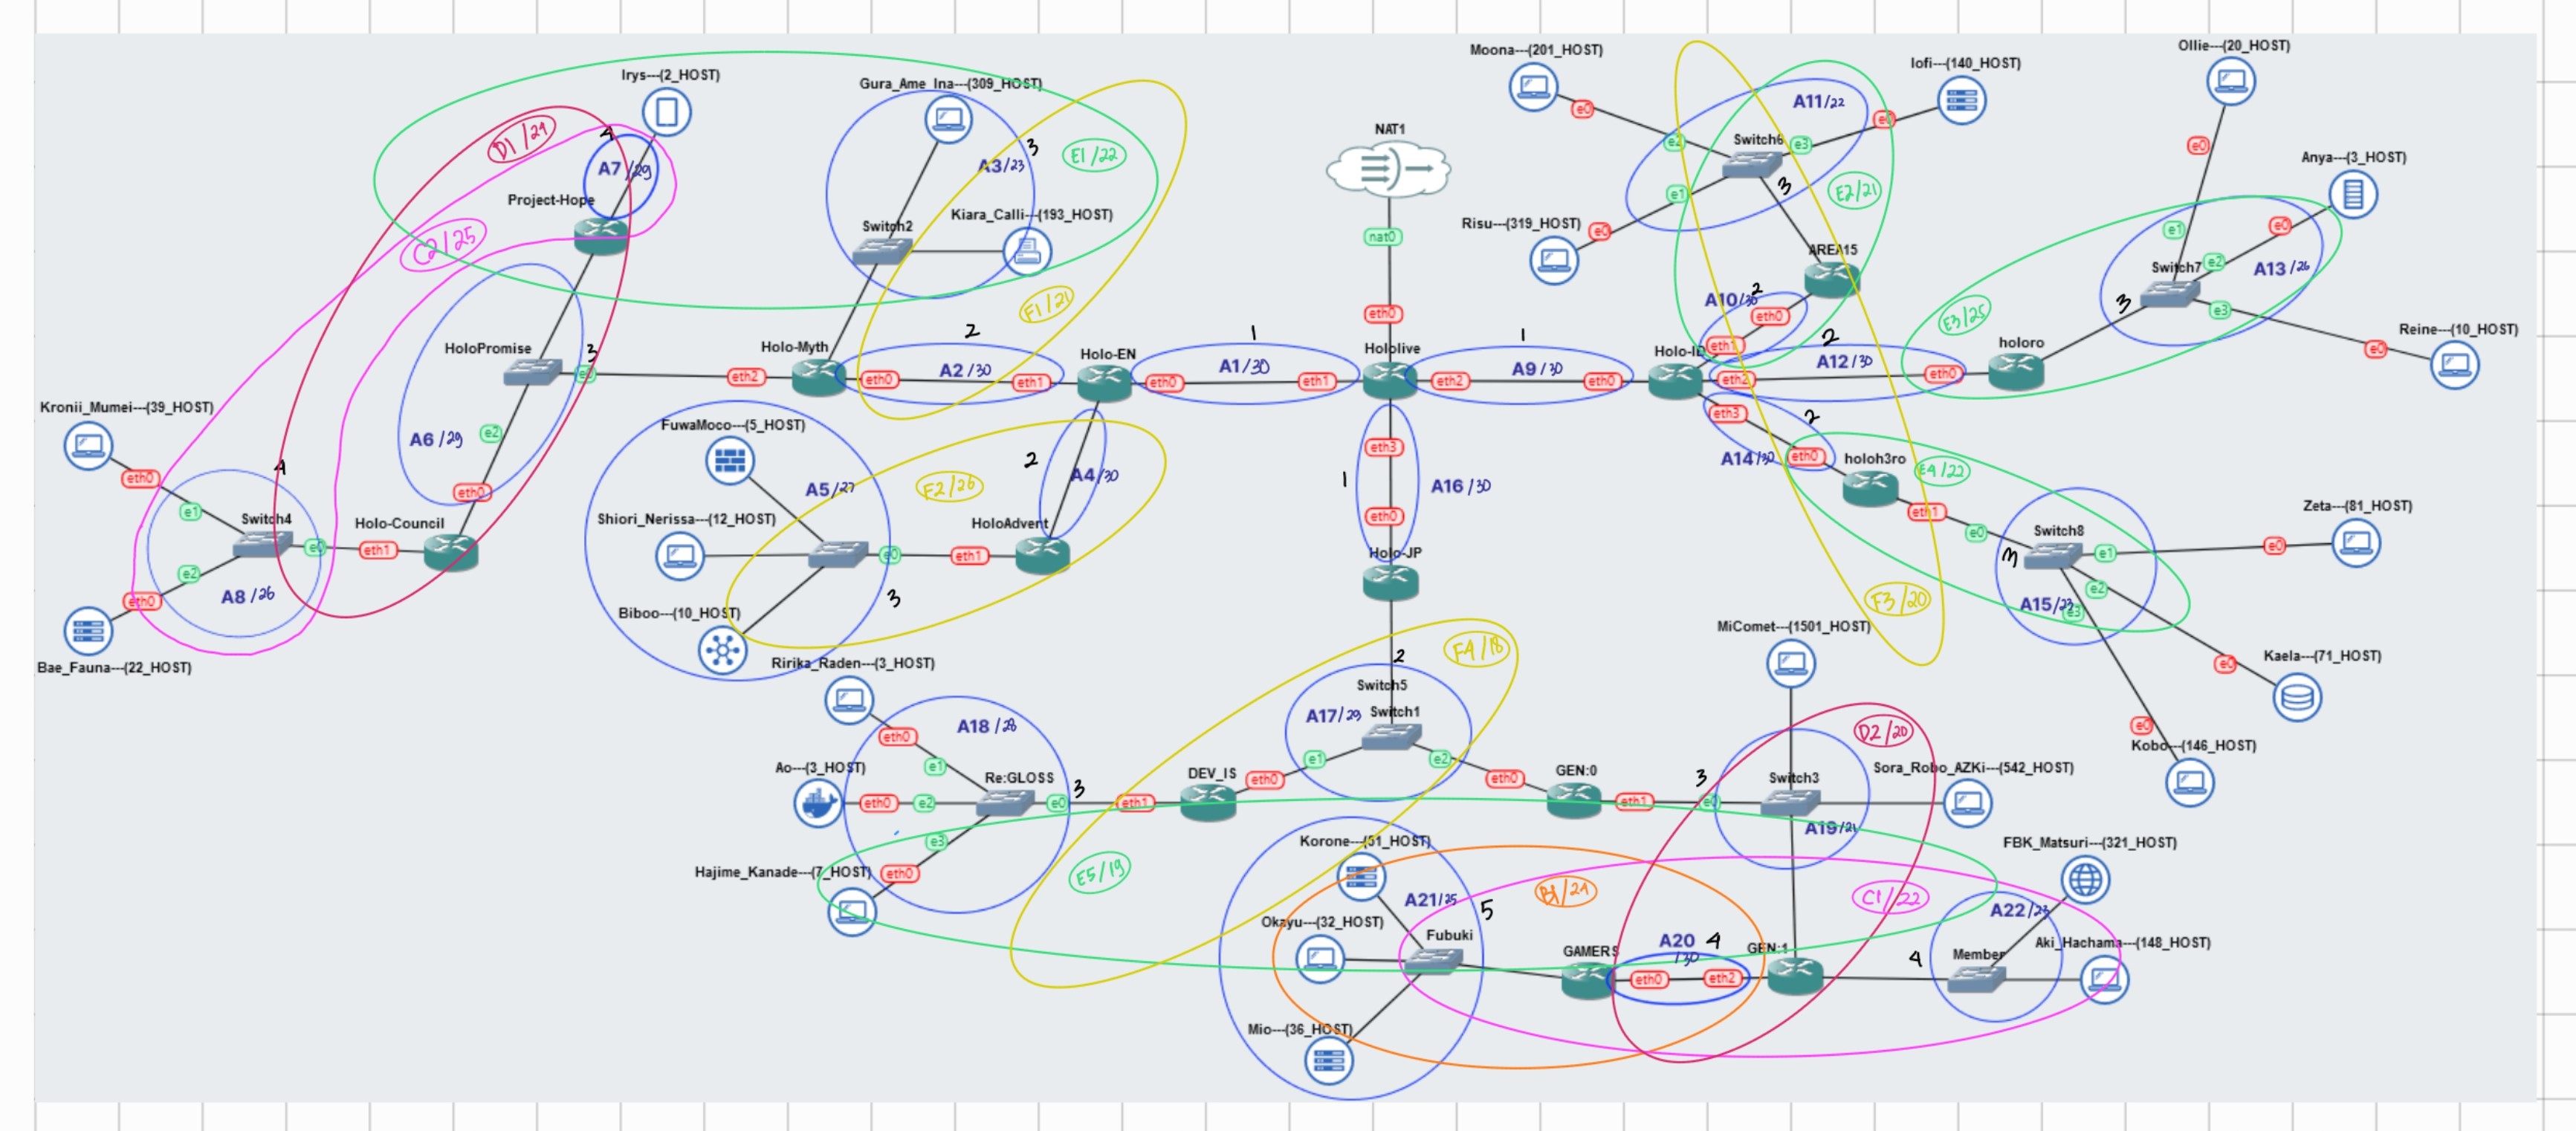 Moona---(201_HOST)
Iofi---(140_HOST)
Ollie---(20_HOST)
Irys---(2_HOST)
Gura_Ame_Ina---(309_HOST)
A11/22
e0
e2
Switch6
e3
e0
NAT1
D1/24
4
A7/29
3
A3/23
E1/22
e0
Anya---(3_HOST)
Project-Hope
C2/25
Switch2
Kiara_Calli---(193_HOST)
e1
3
E2/21
Risu---(319_HOST)
e0
nat0
AREA15
e1
e0
Switch7
e2
A13/26
3
e3
F1/21
A10/30
2
eth0
eth0
E3/25
Reine---(10_HOST)
e0
HoloPromise
3
e0
eth2
Holo-Myth
2
eth0
A2/30
eth1
Holo-EN
1
eth0
A1/30
eth1
Hololive
1
eth2
A9/30
eth0
Holo-ID
eth1
2
eth2
A12/30
eth0
holoro
Kronii_Mumei---(39_HOST)
A6/29
e2
FuwaMoco---(5_HOST)
eth3
eth3
2
A14/30
eth0
holoh3ro
E4/22
eth0
4
eth0
2
A4/30
A5/27
F2/26
1
A16/30
eth1
e0
e1
Switch4
e0
eth1
Holo-Council
Shiori_Nerissa---(12_HOST)
HoloAdvent
eth0
Switch8
3
e1
e0
Zeta---(81_HOST)
e2
A8/26
eth0
e0
eth1
3
Holo-JP
e2
A15/23
e3
F3/20
Biboo---(10_HOST)
Bae_Fauna---(22_HOST)
Ririka_Raden---(3_HOST)
F4/18
MiComet---(1501_HOST)
Kaela---(71_HOST)
e0
2
Switch5
A17/29
Switch1
A18/28
eth0
D2/20
e0
Kobo---(146_HOST)
Ao---(3_HOST)
e1
Re:GLOSS
e1
e2
DEV_IS
eth0
eth0
GEN:0
3
Switch3
Sora_Robo_AZKi---(542_HOST)
eth0
e2
e0
3
eth1
eth1
e0
A19/21
e3
Korone---(51_HOST)
FBK_Matsuri---(321_HOST)
Hajime_Kanade---(7_HOST)
eth0
E5/19
B1/24
C1/22
A21/25
5
A22/23
Okayu---(32_HOST)
Fubuki
GAMERS
A20
/30
4
GEN:1
4
Member
Aki_Hachama---(148_HOST)
eth0
eth2
Mio---(36_HOST)